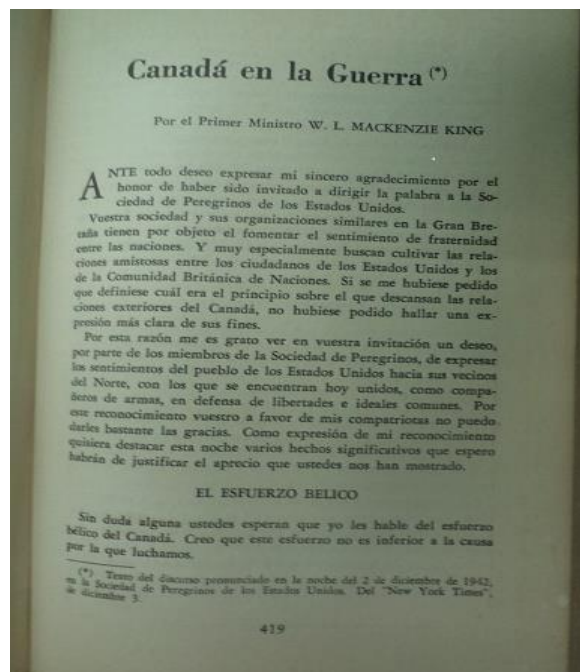 Canadá en la Guerra (*)
Por el Primer Ministro W. L. MACKENZIE KING
ANTE todo deseo expresar mi sincero agradecimiento por el
honor de haber sido invitado a dirigir la palabra a la So-
ciedad de Peregrinos de los Estados Unidos.
Vuestra sociedad y sus organizaciones similares en la Gran Bre-
taña tienen por objeto el fomentar el sentimiento de fraternidad
entre las naciones. Y muy especialmente buscan cultivar las rela-
ciones amistosas entre los ciudadanos de los Estados Unidos y los
de la Comunidad Británica de Naciones. Si se me hubiese pedido
que definiese cuál era el principio sobre el que descansan las rela-
ciones exteriores del Canadá, no hubiese podido hallar una ex-
presión más clara de sus fines.
Por esta razón me es grato ver en vuestra invitación un deseo,
por parte de los miembros de la Sociedad de Peregrinos, de expresar
los sentimientos del pueblo de los Estados Unidos hacia sus vecinos
del Norte, con los que se encuentran hoy unidos, como compa-
ñeros de armas, en defensa de libertades e ideales comunes. Por
este reconocimiento vuestro a favor de mis compatriotas no puedo
darles bastante las gracias. Como expresión de mi reconocimiento
quisiera destacar esta noche varios hechos significativos que espero
habrán de justificar el aprecio que ustedes nos han mostrado.
EL ESFUERZO BELICO
Sin duda alguna ustedes esperan que yo les hable del esfuerzo
bélico del Canadá. Creo que este esfuerzo no es inferior a la causa
por la que luchamos.
(*) Texto del discurso pronunciado en la noche del 2 de diciembre de 1942,
en la Sociedad de Peregrinos de los Estados Unidos. Del "New York Times",
de diciembre 3.
419